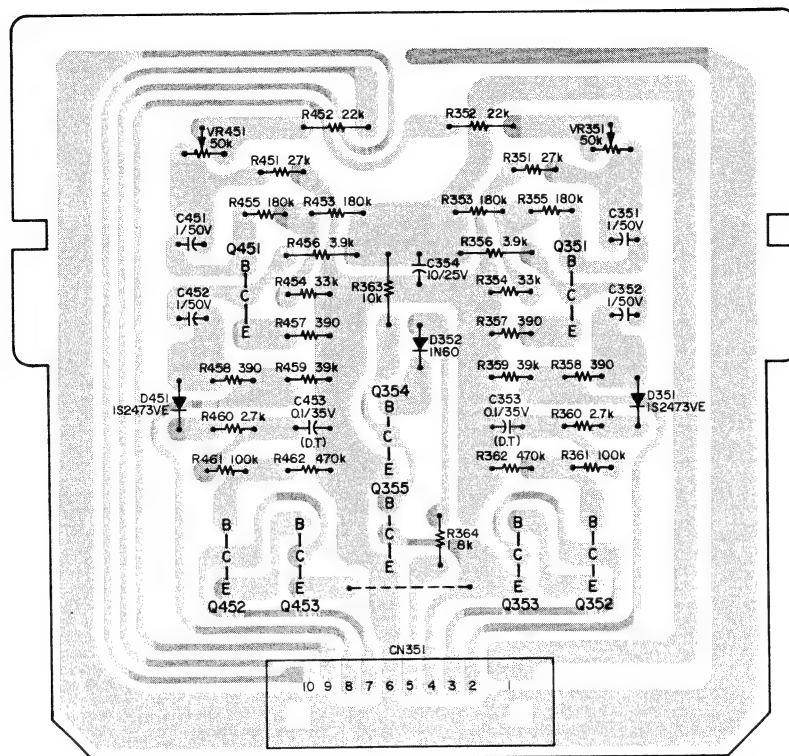 R452 22k
R352 22k
VR451
50k
VR351
50k
R451 27k
R351 27k
R455 180k
R453 180k
R353 180k
R355 180k
C451
1/50V
C351
1/50V
Q451
B
C
E
R456 3.9k
R356 3.9k
Q351
B
C
E
C354
10/25V
R454 33k
R363
10k
R354 33k
C452
1/50V
C352
1/50V
R457 390
R357 390
D352
1N60
R458 390
R459 39k
R359 39k
R358 390
D451
1S2473VE
D351
1S2473VE
Q354
B
C
E
C453
0.1/35V
(D.T)
C353
0.1/35V
(D.T)
R460 2.7k
R360 2.7k
R461 100k
R462 470k
R362 470k
R361 100k
Q355
B
C
E
R364
1.8k
B
C
E
Q452
B
C
E
Q453
B
C
E
Q353
B
C
E
Q352
CN351
10 9 8 7 6 5 4 3 2 1